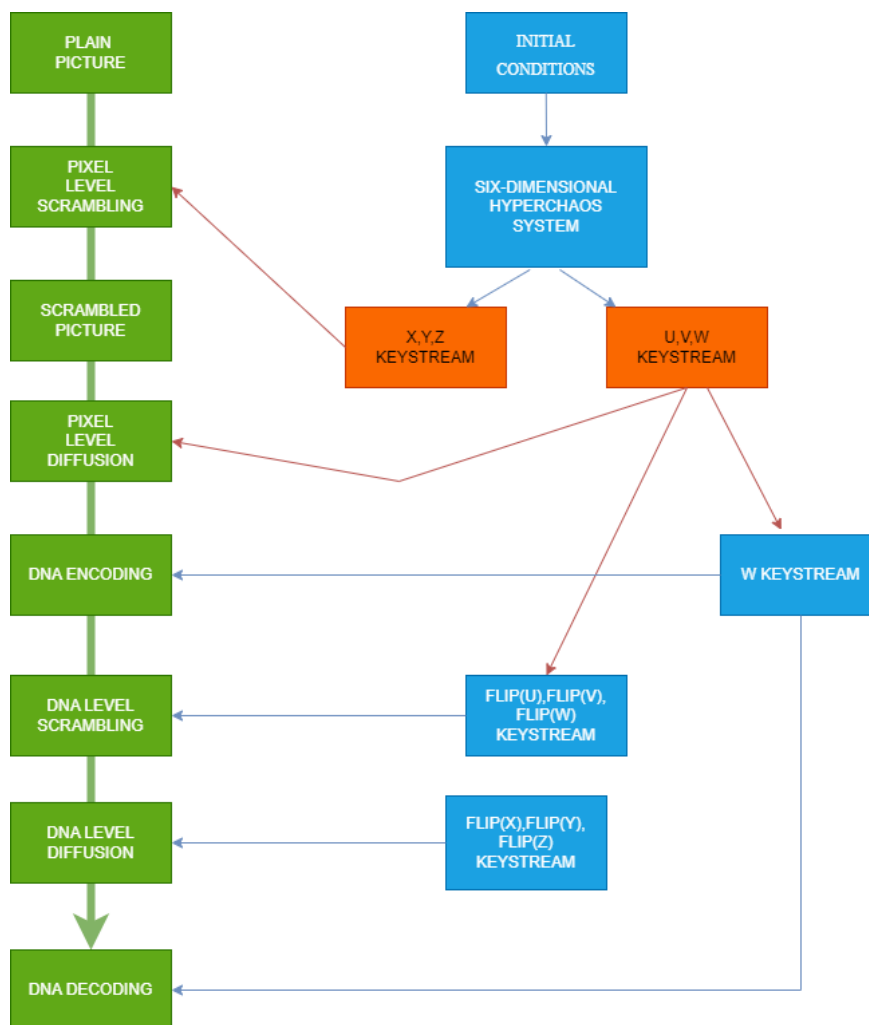 PLAIN
PICTURE
INITIAL
CONDITIONS
PIXEL
LEVEL
SCRAMBLING
SIX-DIMENSIONAL
HYPERCHAOS
SYSTEM
SCRAMBLED
PICTURE
X,Y,Z
KEYSTREAM
U,V,W
KEYSTREAM
PIXEL
LEVEL
DIFFUSION
DNA ENCODING
W KEYSTREAM
DNA LEVEL
SCRAMBLING
FLIP(U),FLIP(V),
FLIP(W)
KEYSTREAM
DNA LEVEL
DIFFUSION
FLIP(X),FLIP(Y),
FLIP(Z)
KEYSTREAM
DNA DECODING